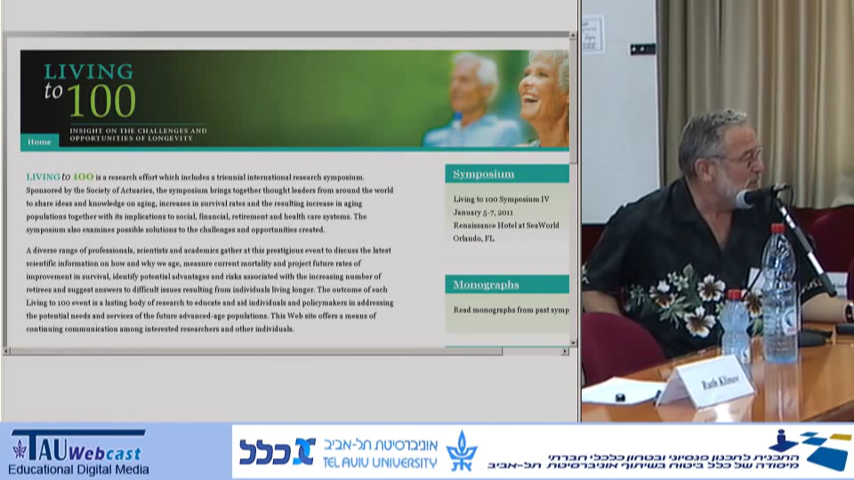 LIVING
to 100
INSIGHT ON THE CHALLENGES AND
OPPORTUNITIES OF LONGEVITY
Home
LIVING to 100 is a research effort which includes a triennial international research symposium.
Sponsored by the Society of Actuaries, the symposium brings together thought leaders from around the world
to share ideas and knowledge on aging, increases in survival rates and the resulting increase in aging
populations together with its implications to social, financial, retirement and health care systems. The
symposium also examines possible solutions to the challenges and opportunities created.
A diverse range of professionals, scientists and academics gather at this prestigious event to discuss the latest
scientific information on how and why we age, measure current mortality and project future rates of
improvement in survival, identify potential advantages and risks associated with the increasing number of
retirees and suggest answers to difficult issues resulting from individuals living longer. The outcome of each
Living to 100 event is a lasting body of research to educate and aid individuals and policymakers in addressing
the potential needs and services of the future advanced-age populations. This Web site offers a means of
continuing communication among interested researchers and other individuals.
Symposium
Living to 100 Symposium IV
January 5-7, 2011
Renaissance Hotel at SeaWorld
Orlando, FL
Monographs
Read monographs from past symp
Ruth Klinov
TAU Webcast
Educational Digital Media
כלל
אוניברסיטת תל-אביב
TEL AVIV UNIVERSITY
התכנית לתכנון פנסיוני ובטחון כלכלי חברתי
מיסודה של כלל ביטוח בשיתוף אוניברסיטת תל-אביב